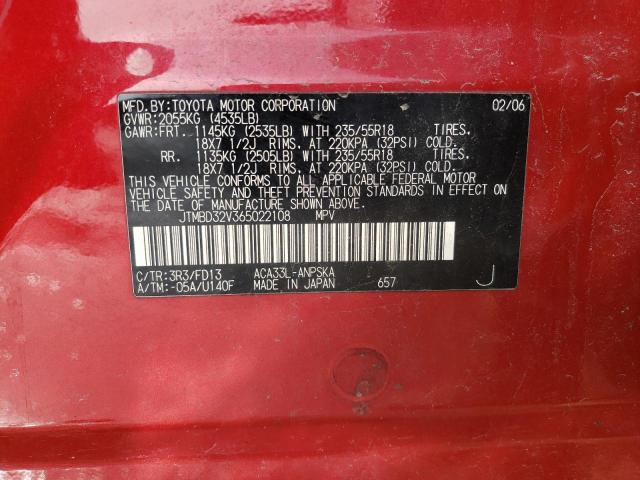 MFD. BY: TOYOTA MOTOR CORPORATION 02/06
GVWR: 2055KG (4535LB)
GAWR: FRT. 1145KG (2535LB) WITH 235/55R18 TIRES.
18X7 1/2J RIMS. AT 220KPA (32PSI) COLD.
RR. 1135KG (2505LB) WITH 235/55R18 TIRES.
18X7 1/2J RIMS. AT 220KPA (32PSI) COLD.
THIS VEHICLE CONFORMS TO ALL APPLICABLE FEDERAL MOTOR
VEHICLE SAFETY AND THEFT PREVENTION STANDARDS IN EFFECT
ON THE DATE OF MANUFACTURE SHOWN ABOVE.
JTMBD32V365022108 MPV
C/TR: 3R3/FD13 ACA33L-ANPSKA
A/TM: -05A/U140F MADE IN JAPAN 657 J